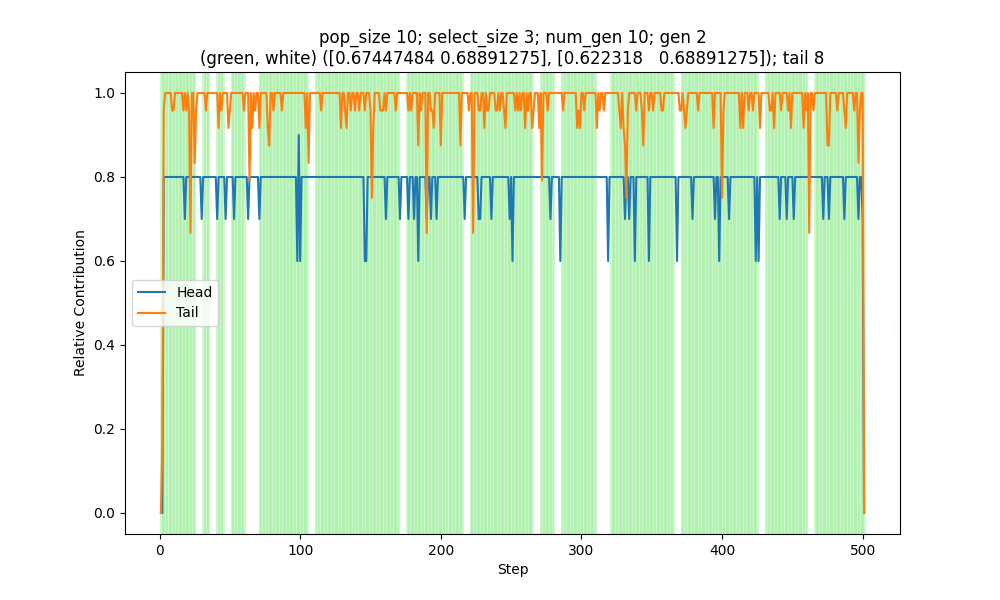 pop_size 10; select_size 3; num_gen 10; gen 2
(green, white) ([0.67447484 0.68891275], [0.622318   0.68891275]); tail 8
1.0
0.8
0.6
0.4
0.2
0.0
Relative Contribution
Head
Tail
0
100
200
300
400
500
Step